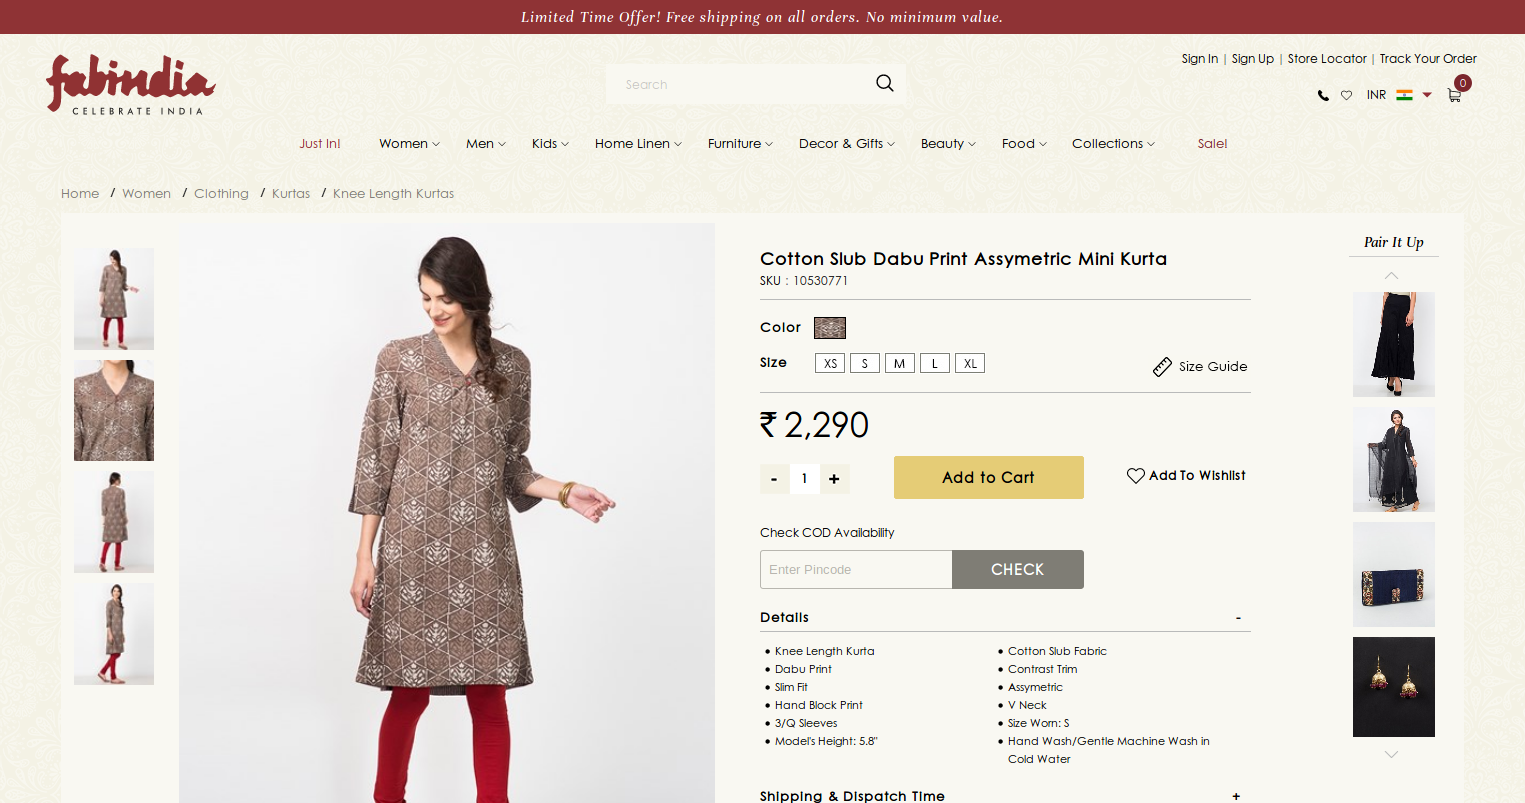 Limited Time Offer! Free shipping on all orders. No minimum value.
fabindia
CELEBRATE INDIA
Search
Sign In | Sign Up | Store Locator | Track Your Order
INR
0
Just In!
Women
Men
Kids
Home Linen
Furniture
Decor & Gifts
Beauty
Food
Collections
Sale!
Home / Women / Clothing / Kurtas / Knee Length Kurtas
Cotton Slub Dabu Print Assymetric Mini Kurta
SKU : 10530771
Color
Size
XS
S
M
L
XL
Size Guide
₹ 2,290
- 1 +
Add to Cart
Add To Wishlist
Check COD Availability
Enter Pincode
CHECK
Details -
• Knee Length Kurta
• Dabu Print
• Slim Fit
• Hand Block Print
• 3/Q Sleeves
• Model's Height: 5.8"
• Cotton Slub Fabric
• Contrast Trim
• Assymetric
• V Neck
• Size Worn: S
• Hand Wash/Gentle Machine Wash in
Cold Water
Shipping & Dispatch Time +
Pair It Up